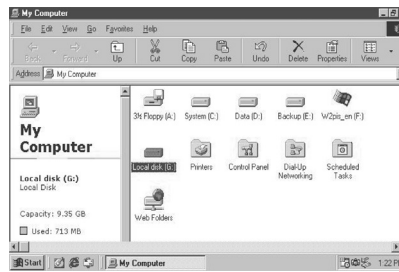 My Computer
File Edit View Go Favorites Help
Back Forward Up Cut Copy Paste Undo Delete Properties Views
Address My Computer
My Computer
Local disk (G:)
Local Disk
Capacity: 9.35 GB
Used: 713 MB
3½ Floppy (A:) System (C:) Data (D:) Backup (E:) W2pis_en (F:)
Local disk (G:) Printers Control Panel Dial-Up Networking Scheduled Tasks
Web Folders
Start My Computer 1:22 P